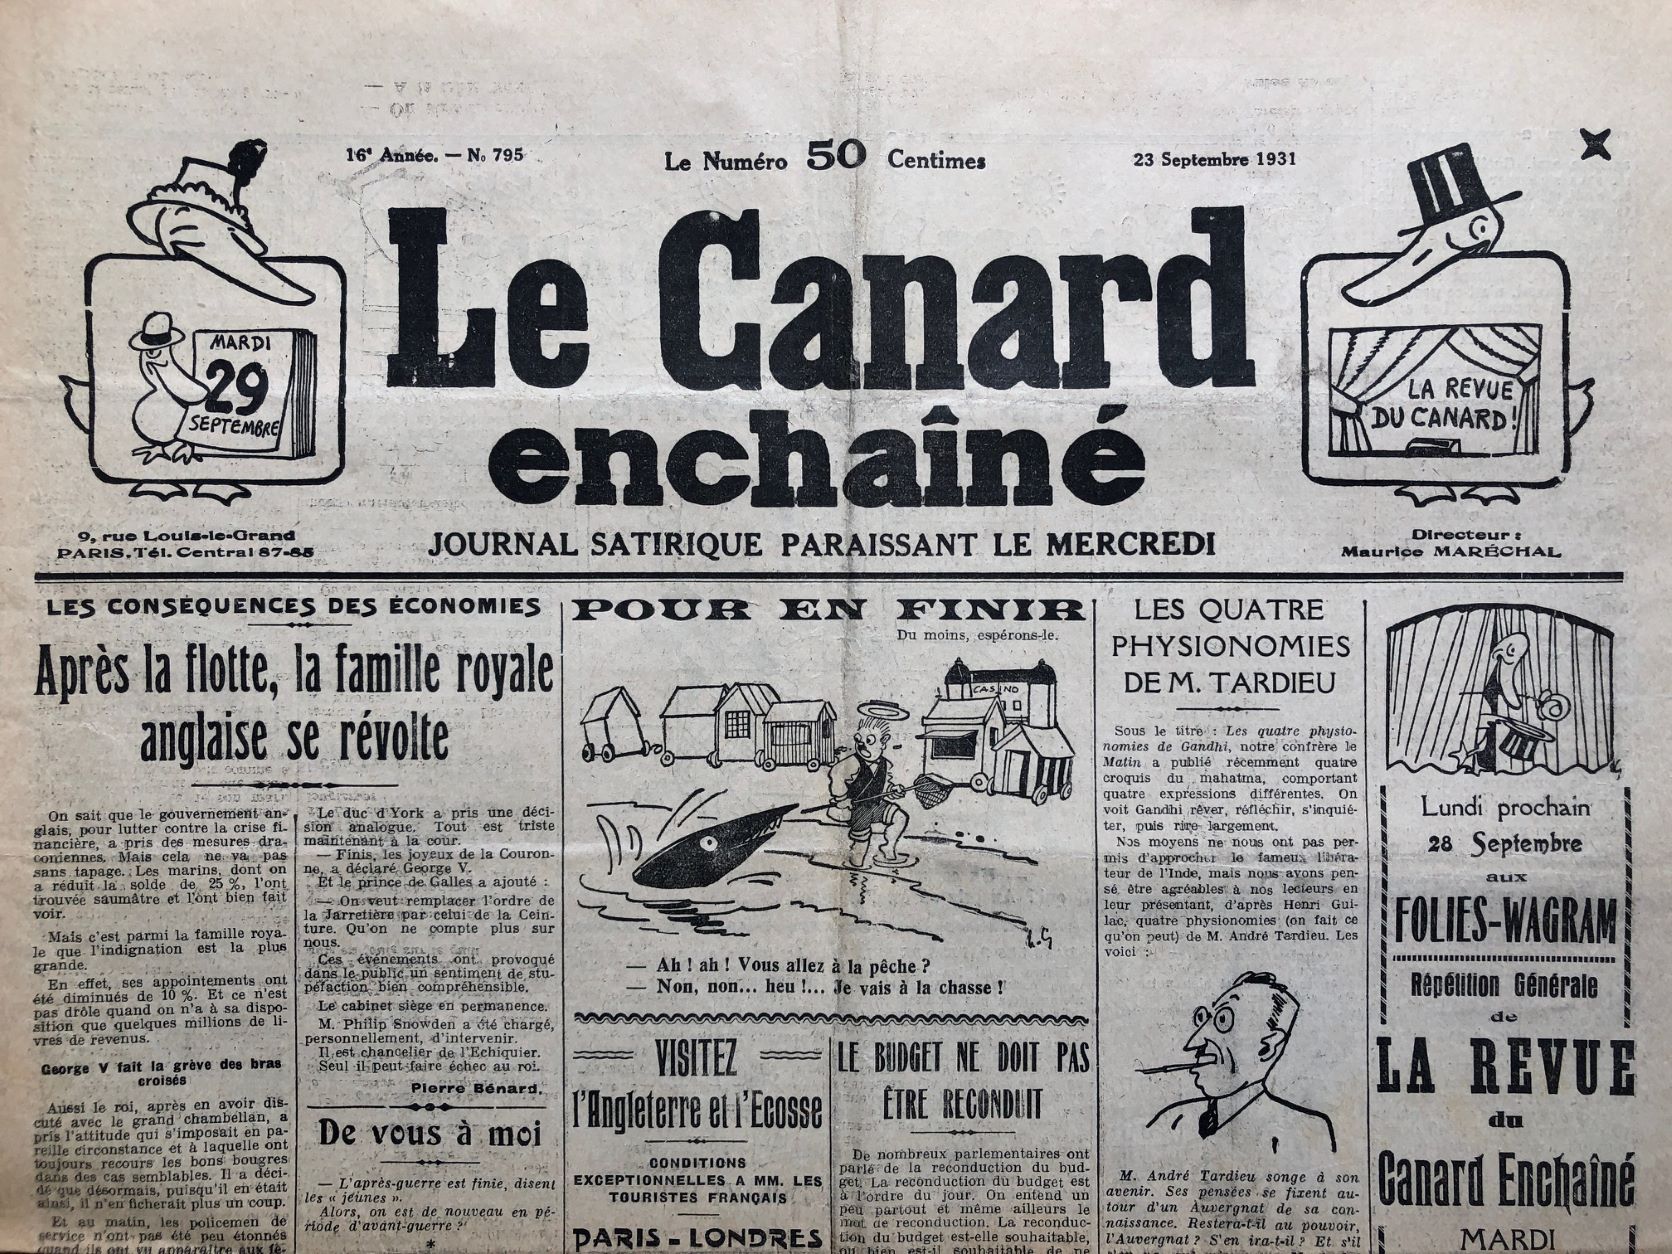 16e Année. — No 795
Le Numéro 50 Centimes
23 Septembre 1931
MARDI
29
SEPTEMBRE
Le Canard
enchaîné
LA REVUE
DU CANARD !
9, rue Louis-le-Grand
PARIS. Tél. Central 87-85
JOURNAL SATIRIQUE PARAISSANT LE MERCREDI
Directeur :
Maurice MARÉCHAL
LES CONSÉQUENCES DES ÉCONOMIES
Après la flotte, la famille royale
anglaise se révolte
On sait que le gouvernement an-
glais, pour lutter contre la crise fi-
nancière, a pris des mesures dra-
coniennes. Mais cela ne va pas
sans tapage. Les marins, dont on
a réduit la solde de 25 %, l'ont
trouvée saumâtre et l'ont bien fait
voir.
Mais c'est parmi la famille roya-
le que l'indignation est la plus
grande.
En effet, ses appointements ont
été diminués de 10 %. Et ce n'est
pas drôle quand on n'a à sa dispo-
sition que quelques millions de li-
vres de revenus.
George V fait la grève des bras
croisés
Aussi le roi, après en avoir dis-
cuté avec le grand chambellan, a
pris l'attitude qui s'imposait en pa-
reille circonstance et à laquelle ont
toujours recours les bons bougres
dans des cas semblables. Il a déci-
dé que désormais, puisqu'il en était
ainsi, il n'en ficherait plus un coup.
Et au matin, les policemen de
service n'ont pas été peu étonnés
quand ils ont vu apparaître aux fe-
Le duc d'York a pris une déci-
sion analogue. Tout est triste
maintenant à la cour.
— Finis, les joyeux de la Couron-
ne, a déclaré George V.
Et le prince de Galles a ajouté :
— On veut remplacer l'ordre de
la Jarretière par celui de la Cein-
ture. Qu'on ne compte plus sur
nous.
Ces événements ont provoqué
dans le public un sentiment de stu-
péfaction bien compréhensible.
Le cabinet siège en permanence.
M. Philip Snowden a été chargé,
personnellement, d'intervenir.
Il est chancelier de l'Echiquier.
Seul il peut faire échec au roi.
Pierre Bénard.
De vous à moi
— L'après-guerre est finie, disent
les « jeunes ».
Alors, on est de nouveau en pé-
riode d'avant-guerre ?
*
POUR EN FINIR
Du moins, espérons-le.
CASINO
— Ah ! ah ! Vous allez à la pêche ?
— Non, non... heu !... Je vais à la chasse !
VISITEZ
l'Angleterre et l'Ecosse
CONDITIONS
EXCEPTIONNELLES A MM. LES
TOURISTES FRANÇAIS
PARIS - LONDRES
LE BUDGET NE DOIT PAS
ÊTRE RECONDUIT
De nombreux parlementaires ont
parlé de la reconduction du bud-
get. La reconduction du budget est
à l'ordre du jour. On entend un
peu partout et même ailleurs le
mot de reconduction. La reconduc-
tion du budget est-elle souhaitable,
ou bien est-il souhaitable de ne
LES QUATRE
PHYSIONOMIES
DE M. TARDIEU
Sous le titre : Les quatre physio-
nomies de Gandhi, notre confrère le
Matin a publié récemment quatre
croquis du mahatma, comportant
quatre expressions différentes. On
voit Gandhi rêver, réfléchir, s'inquié-
ter, puis rire largement.
Nos moyens ne nous ont pas per-
mis d'approcher le fameux libéra-
teur de l'Inde, mais nous avons pen-
sé être agréables à nos lecteurs en
leur présentant, d'après Henri Gui-
lac, quatre physionomies (on fait ce
qu'on peut) de M. André Tardieu. Les
voici :
M. André Tardieu songe à son
avenir. Ses pensées se fixent au-
tour d'un Auvergnat de sa con-
naissance. Restera-t-il au pouvoir,
l'Auvergnat ? S'en ira-t-il ? Et s'il
Lundi prochain
28 Septembre
aux
FOLIES-WAGRAM
Répétition Générale
de
LA REVUE
du
Canard Enchaîné
MARDI